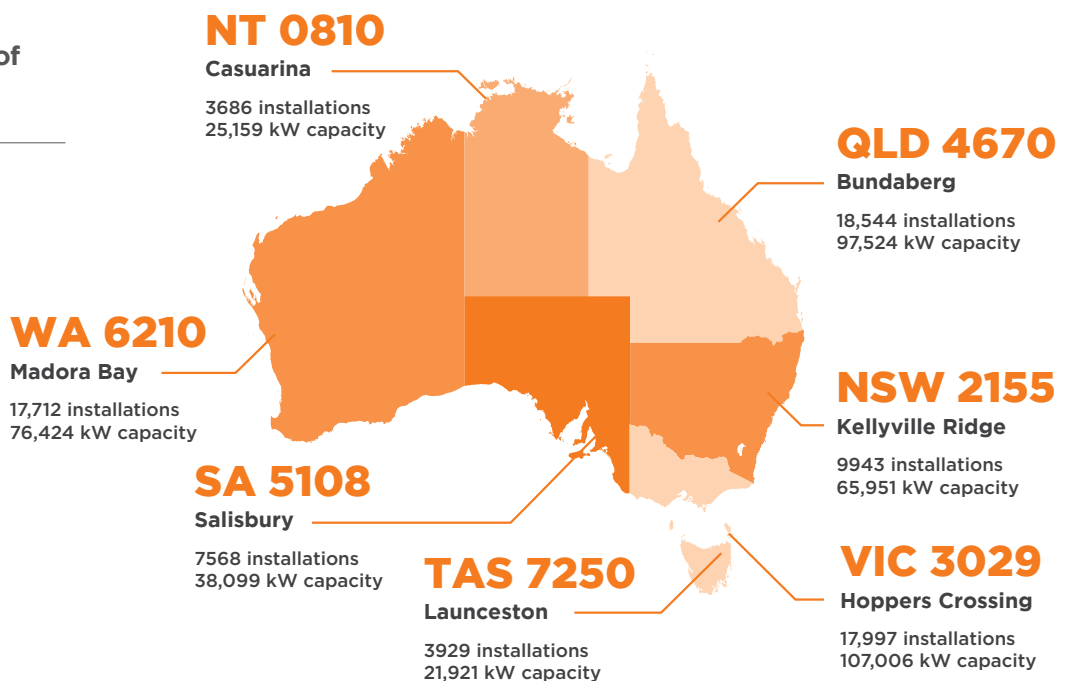 of
NT 0810
Casuarina
3686 installations
25,159 kW capacity
QLD 4670
Bundaberg
18,544 installations
97,524 kW capacity
WA 6210
Madora Bay
17,712 installations
76,424 kW capacity
NSW 2155
Kellyville Ridge
9943 installations
65,951 kW capacity
SA 5108
Salisbury
7568 installations
38,099 kW capacity
TAS 7250
Launceston
3929 installations
21,921 kW capacity
VIC 3029
Hoppers Crossing
17,997 installations
107,006 kW capacity